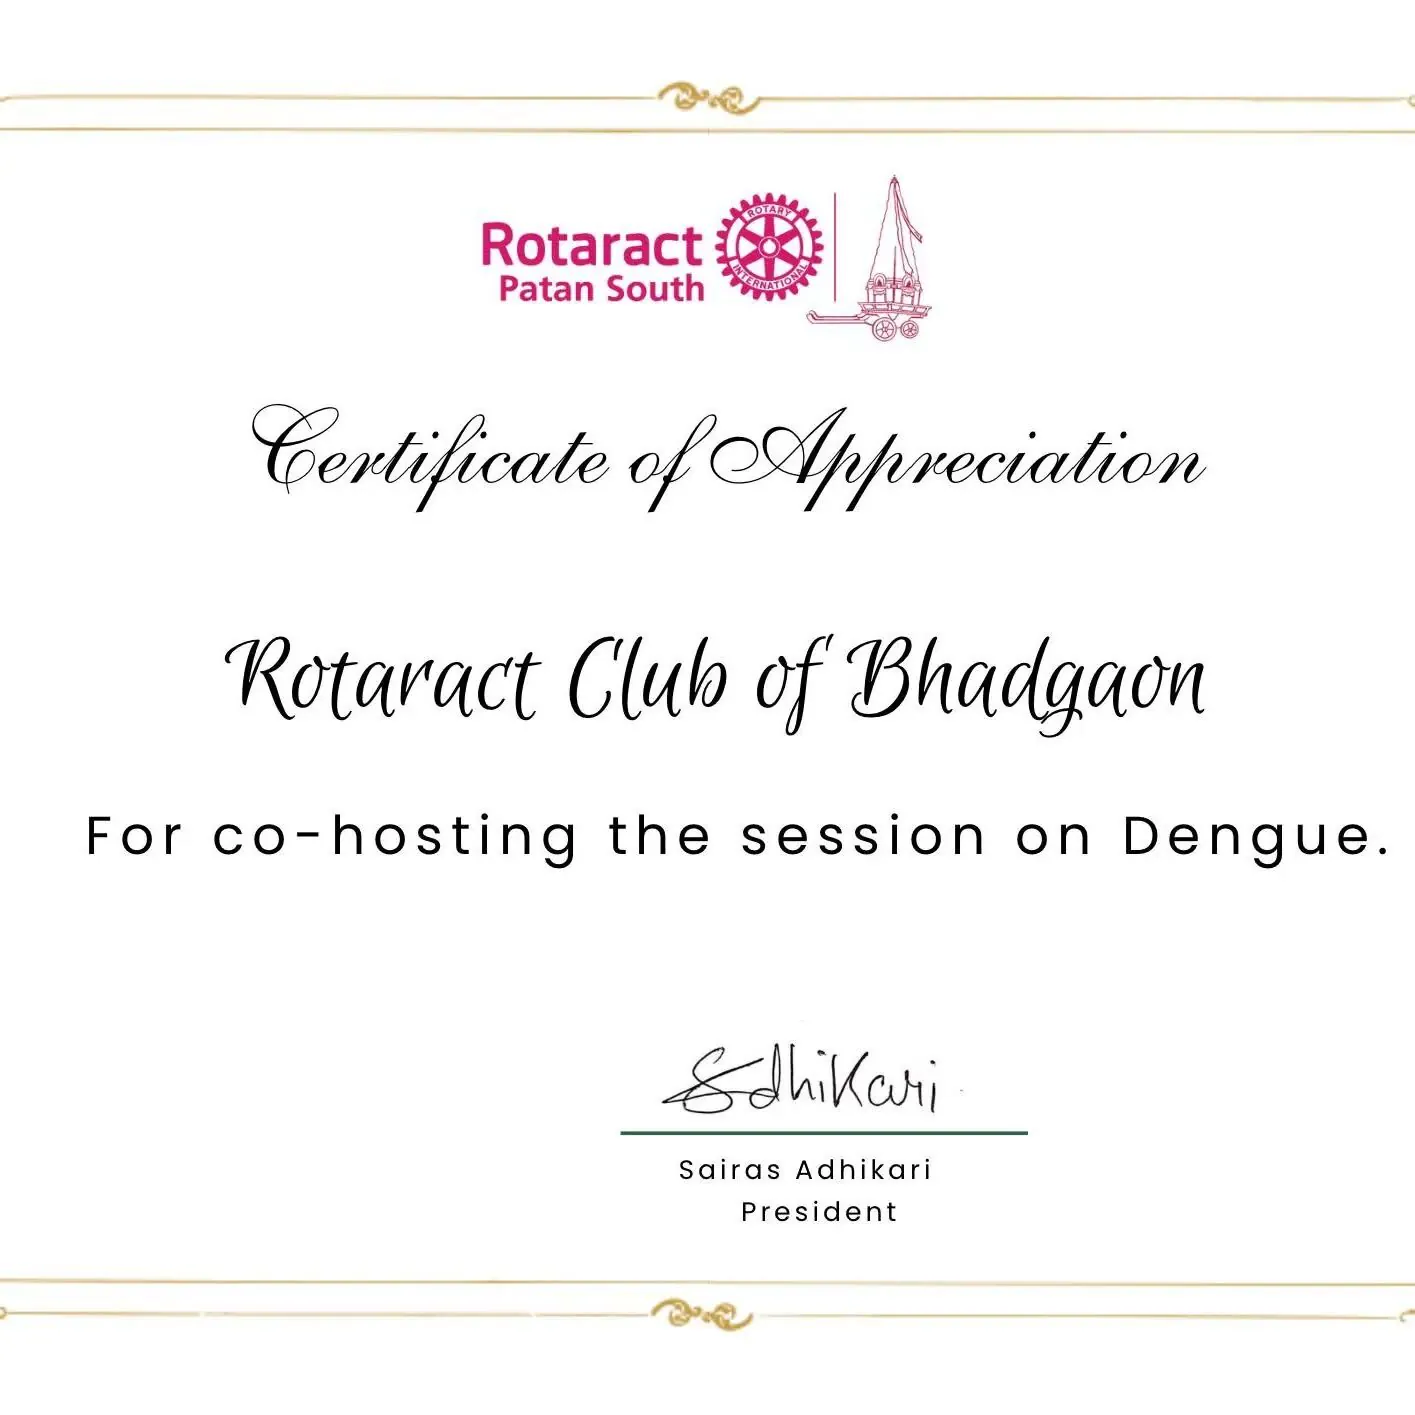 Rotaract
Patan South
ROTARY
INTERNATIONAL
Certificate of Appreciation
Rotaract Club of Bhadgaon
For co-hosting the session on Dengue.
SAdhikari
Sairas Adhikari
President